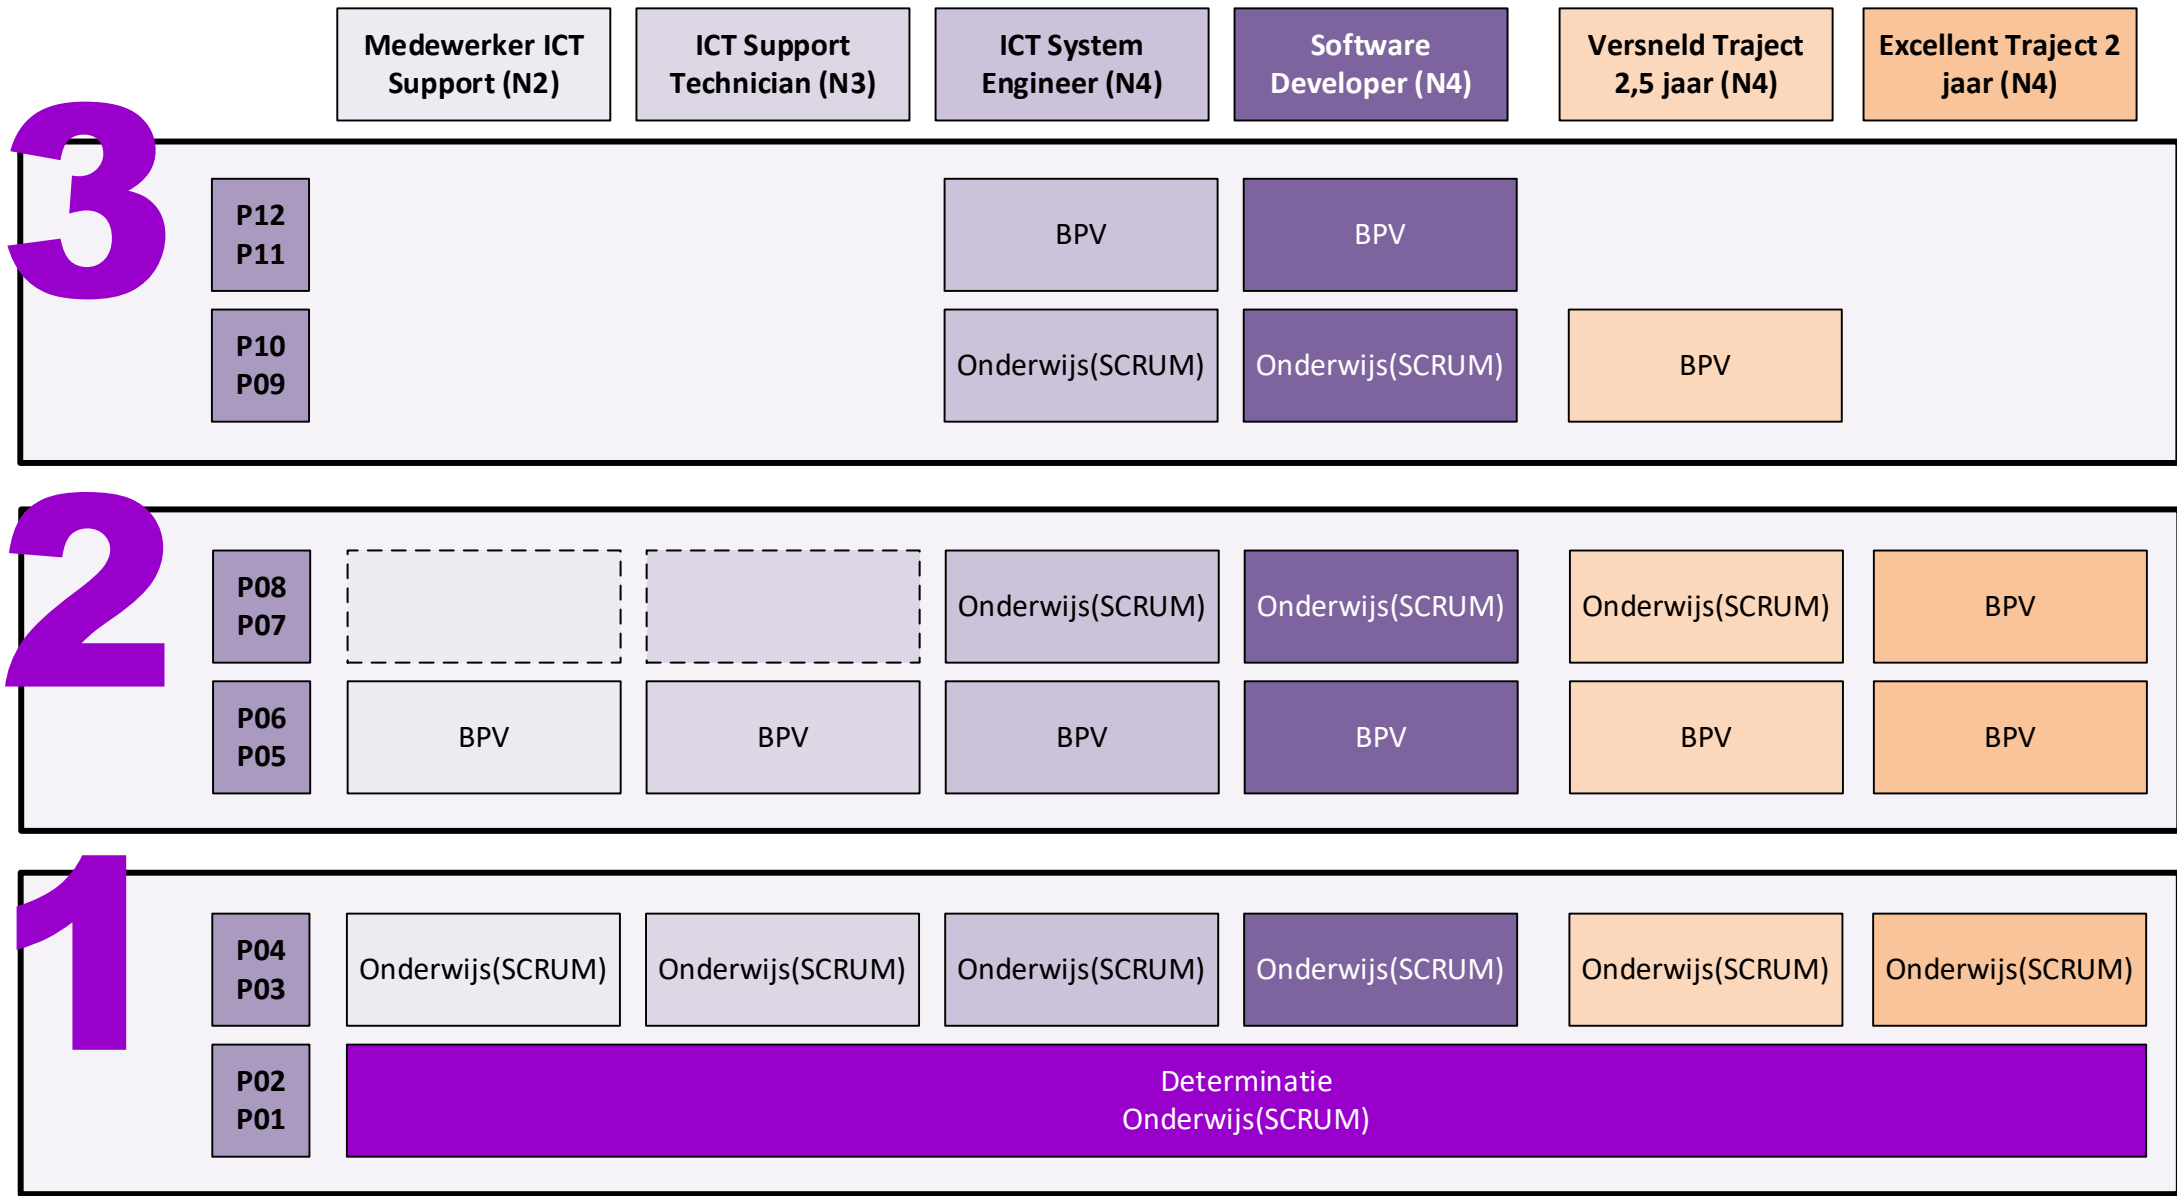 Medewerker ICT
Support (N2)
ICT Support
Technician (N3)
ICT System
Engineer (N4)
Software
Developer (N4)
Versneld Traject
2,5 jaar (N4)
Excellent Traject 2
jaar (N4)
3
P12
P11
BPV
BPV
P10
P09
Onderwijs(SCRUM)
Onderwijs(SCRUM)
BPV
2
P08
P07
Onderwijs(SCRUM)
Onderwijs(SCRUM)
Onderwijs(SCRUM)
BPV
P06
P05
BPV
BPV
BPV
BPV
BPV
BPV
1
P04
P03
Onderwijs(SCRUM)
Onderwijs(SCRUM)
Onderwijs(SCRUM)
Onderwijs(SCRUM)
Onderwijs(SCRUM)
Onderwijs(SCRUM)
P02
P01
Determinatie
Onderwijs(SCRUM)